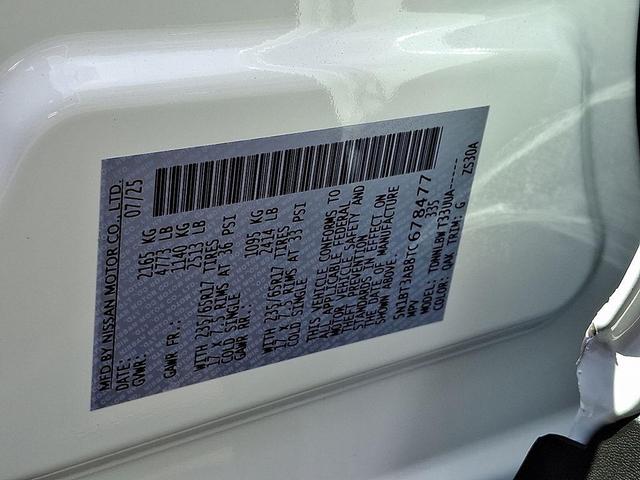 MFD BY NISSAN MOTOR CO., LTD.
DATE: 07/25
GVWR: 2165 KG
4773 LB
GAWR FR.: 1140 KG
2513 LB
WITH 235/65R17 TIRES
17 X 7.5 RIMS AT 36 PSI
COLD SINGLE
GAWR RR.: 1095 KG
2414 LB
WITH 235/65R17 TIRES
17 X 7.5 RIMS AT 33 PSI
COLD SINGLE
THIS VEHICLE CONFORMS TO
ALL APPLICABLE FEDERAL
MOTOR VEHICLE SAFETY AND
THEFT PREVENTION
STANDARDS IN EFFECT ON
THE DATE OF MANUFACTURE
SHOWN ABOVE.
5N1BT3AB8TC678477
MPV 333
MODEL:
COLOR: QAK TRIM: G ZS30A